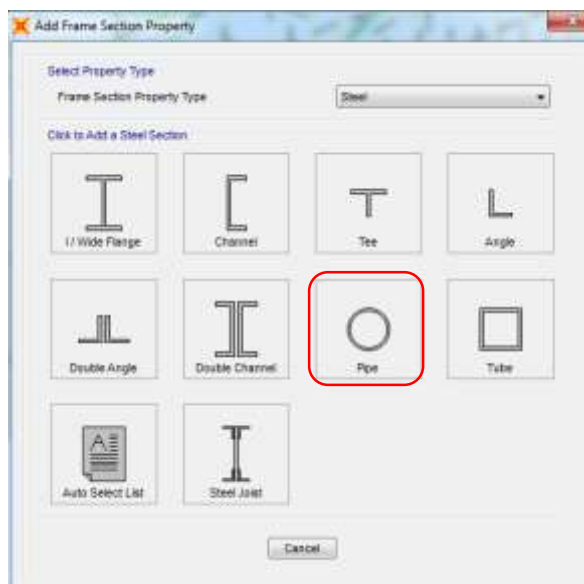 Add Frame Section Property
Select Property Type
Frame Section Property Type
Steel
Click to Add a Steel Section
I / Wide Flange
Channel
Tee
Angle
Double Angle
Double Channel
Pipe
Tube
Auto Select List
Steel Joist
Cancel